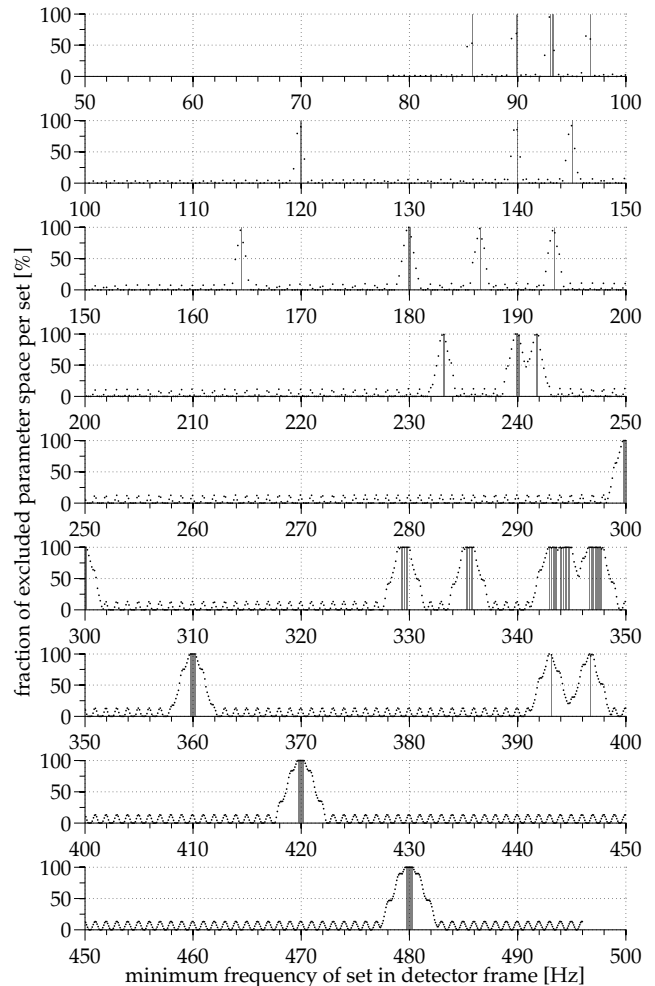 fraction of excluded parameter space per set [%]
100
50
0
50 60 70 80 90 100
100
50
0
100 110 120 130 140 150
100
50
0
150 160 170 180 190 200
100
50
0
200 210 220 230 240 250
100
50
0
250 260 270 280 290 300
100
50
0
300 310 320 330 340 350
100
50
0
350 360 370 380 390 400
100
50
0
400 410 420 430 440 450
100
50
0
450 460 470 480 490 500
minimum frequency of set in detector frame [Hz]